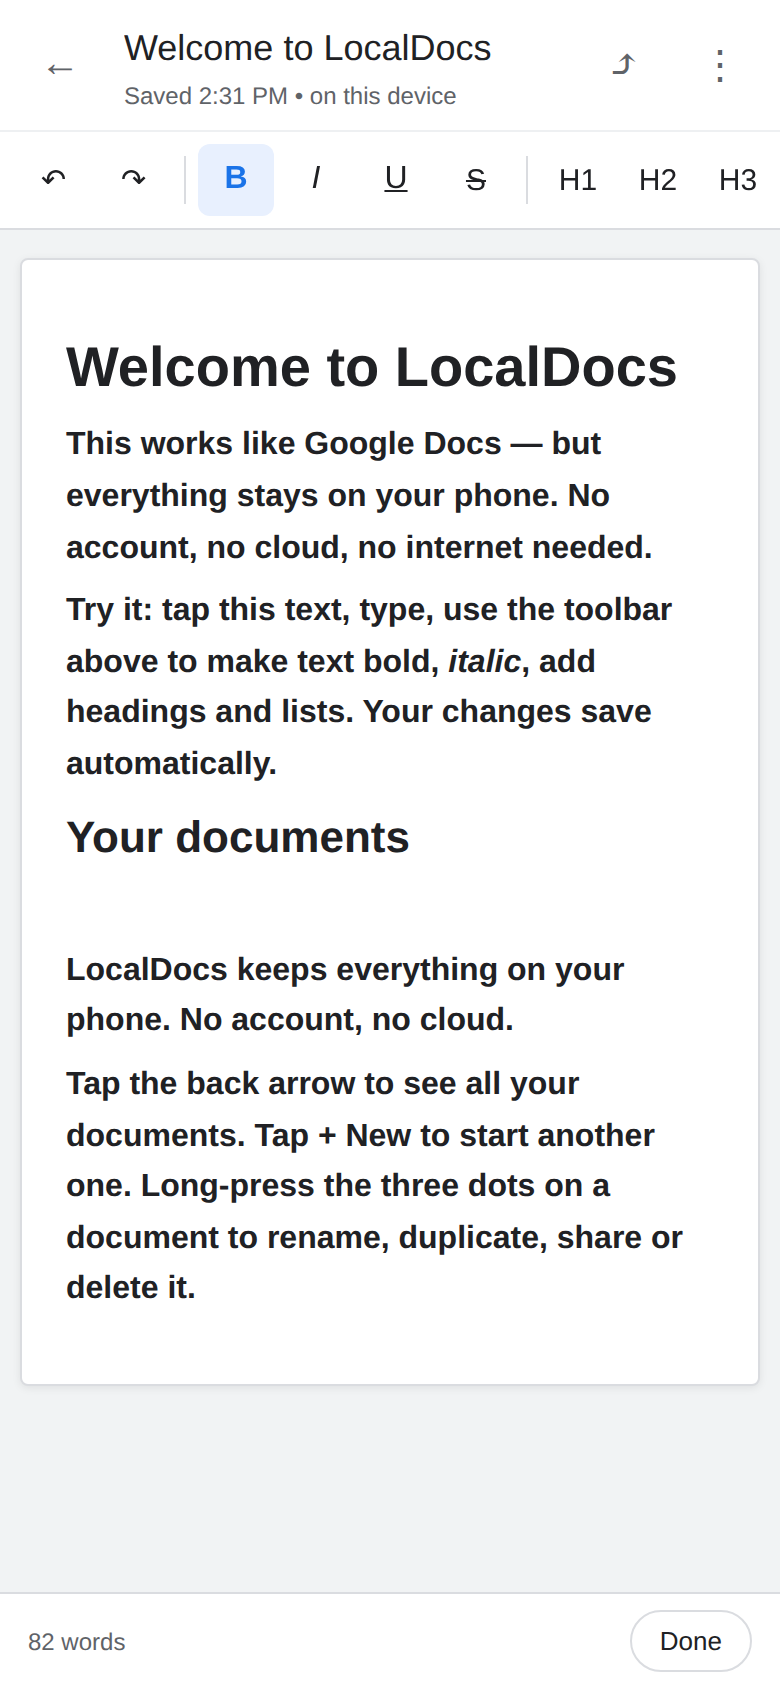 ←
Welcome to LocalDocs
Saved 2:31 PM • on this device
⋮
↶ ↷ B I U S H1 H2 H3
Welcome to LocalDocs
This works like Google Docs — but
everything stays on your phone. No
account, no cloud, no internet needed.
Try it: tap this text, type, use the toolbar
above to make text bold, italic, add
headings and lists. Your changes save
automatically.
Your documents
LocalDocs keeps everything on your
phone. No account, no cloud.
Tap the back arrow to see all your
documents. Tap + New to start another
one. Long-press the three dots on a
document to rename, duplicate, share or
delete it.
82 words
Done